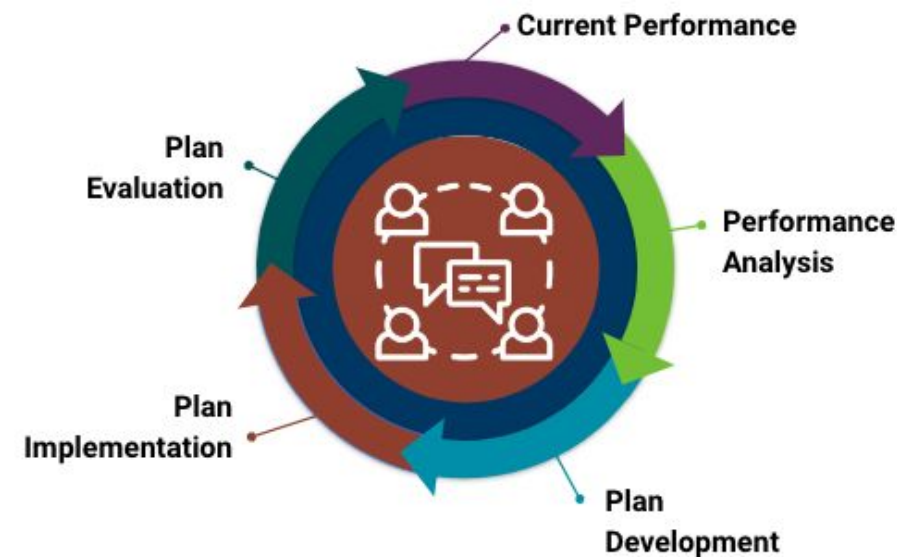 Current Performance
Performance
Analysis
Plan
Development
Plan
Implementation
Plan
Evaluation